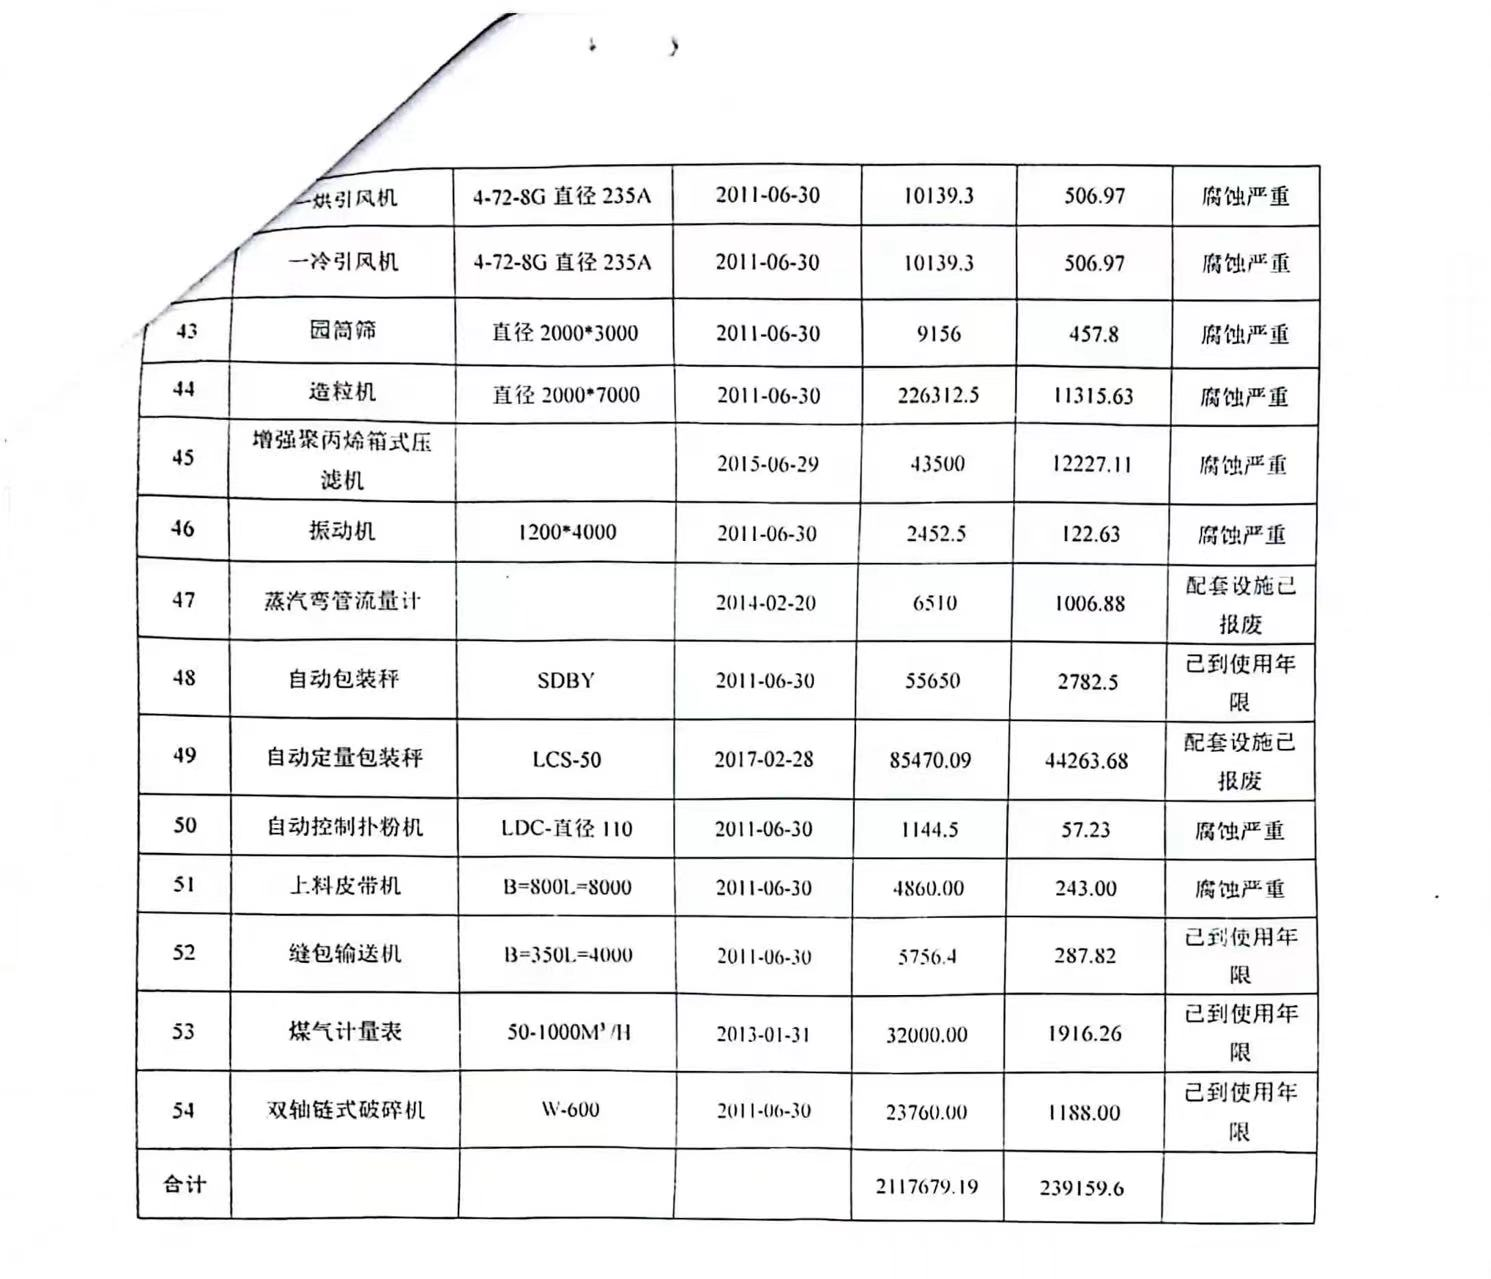 烘引风机 4-72-8G 直径 235A 2011-06-30 10139.3 506.97 腐蚀严重
一冷引风机 4-72-8G 直径 235A 2011-06-30 10139.3 506.97 腐蚀严重
43 园筒筛 直径 2000*3000 2011-06-30 9156 457.8 腐蚀严重
44 造粒机 直径 2000*7000 2011-06-30 226312.5 11315.63 腐蚀严重
45 增强聚丙烯箱式压
滤机 2015-06-29 43500 12227.11 腐蚀严重
46 振动机 1200*4000 2011-06-30 2452.5 122.63 腐蚀严重
47 蒸汽弯管流量计 2014-02-20 6510 1006.88 配套设施已
报废
48 自动包装秤 SDBY 2011-06-30 55650 2782.5 已到使用年
限
49 自动定量包装秤 LCS-50 2017-02-28 85470.09 44263.68 配套设施已
报废
50 自动控制扑粉机 LDC-直径 110 2011-06-30 1144.5 57.23 腐蚀严重
51 上料皮带机 B=800L=8000 2011-06-30 4860.00 243.00 腐蚀严重
52 缝包输送机 B=350L=4000 2011-06-30 5756.4 287.82 已到使用年
限
53 煤气计量表 50-1000M³/H 2013-01-31 32000.00 1916.26 已到使用年
限
54 双轴链式破碎机 W-600 2011-06-30 23760.00 1188.00 已到使用年
限
合计 2117679.19 239159.6